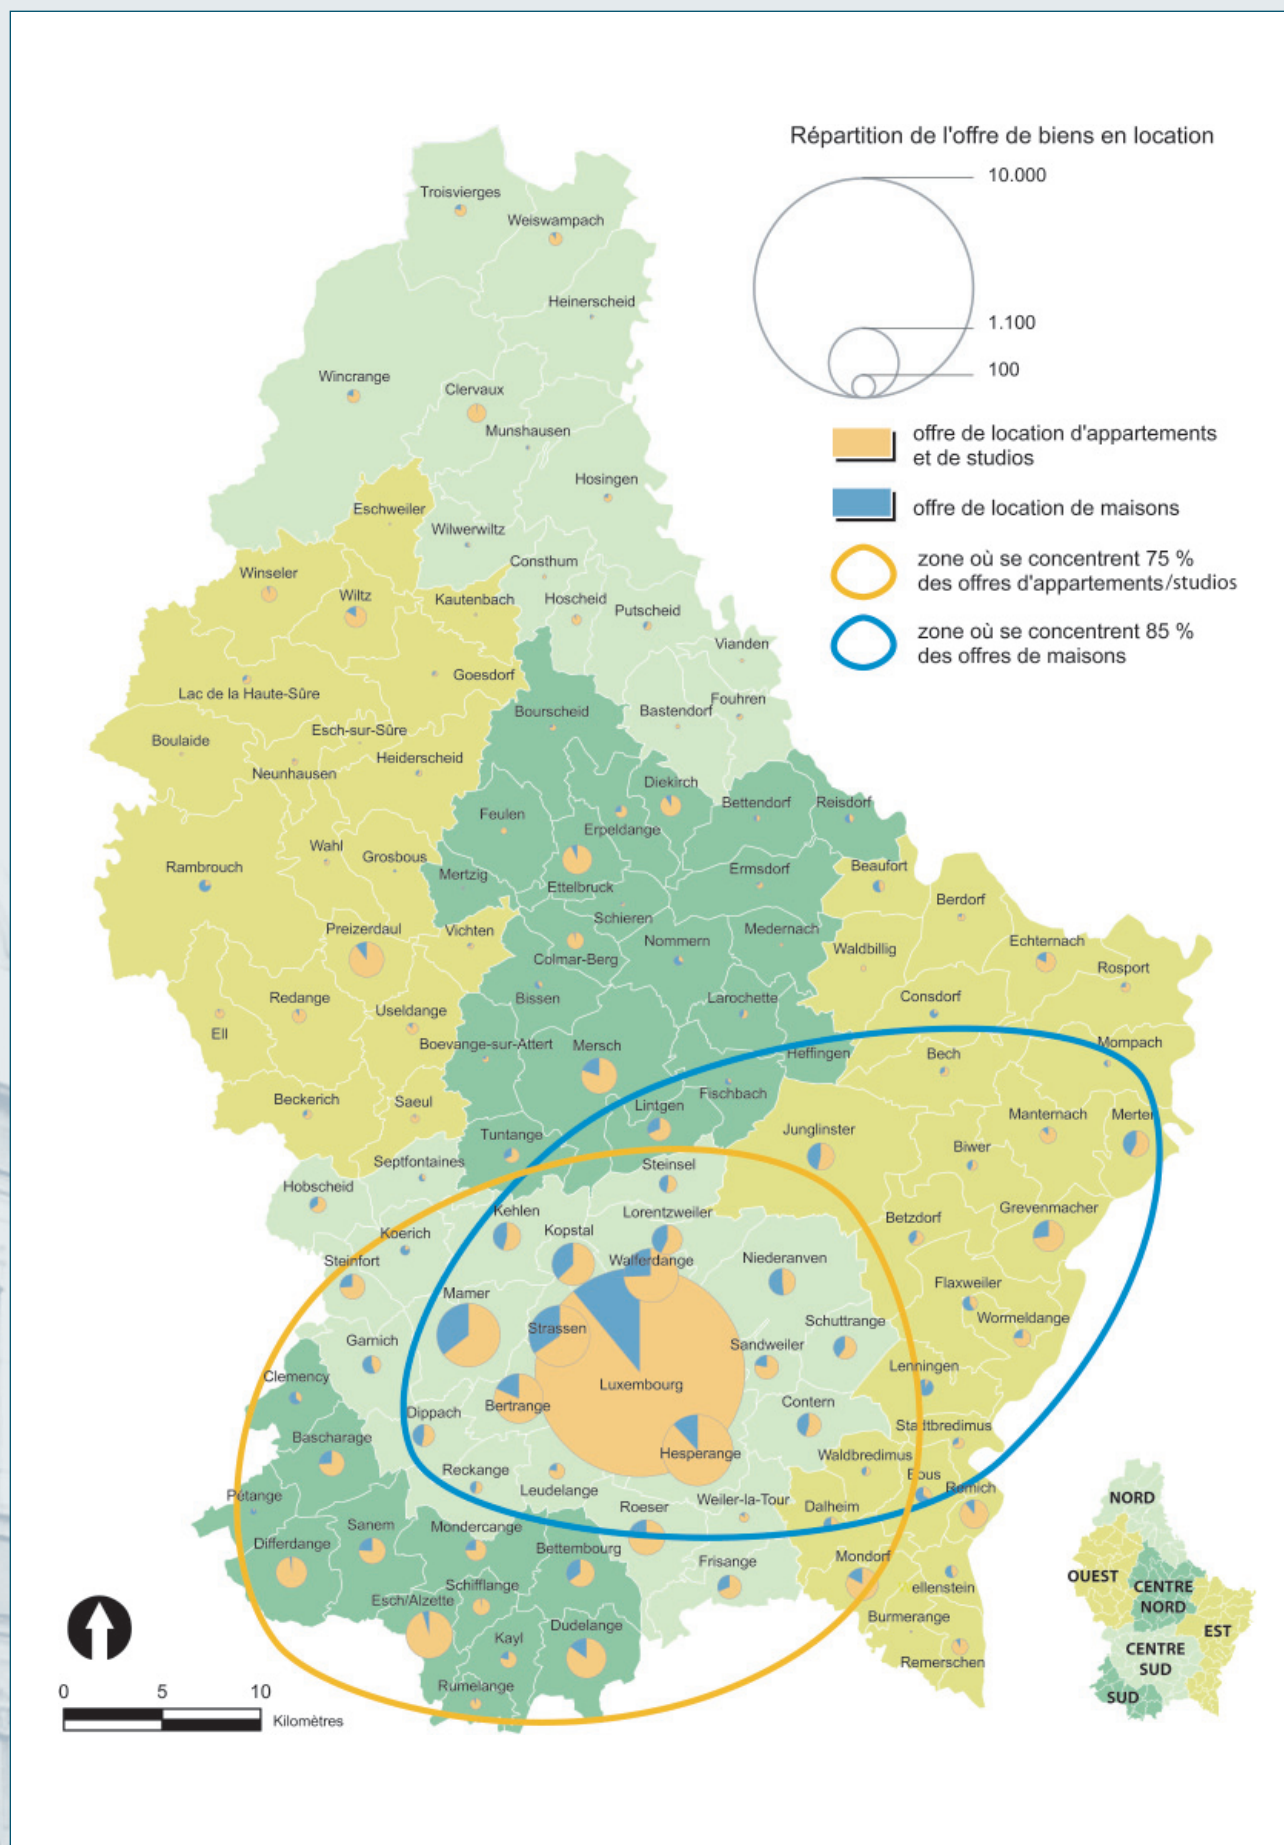 Répartition de l'offre de biens en location
10.000
1.100
100
offre de location d'appartements
et de studios
offre de location de maisons
zone où se concentrent 75 %
des offres d'appartements/studios
zone où se concentrent 85 %
des offres de maisons
Troisvierges
Weiswampach
Heinerscheid
Wincrange
Clervaux
Munshausen
Hosingen
Eschweiler
Wilwerwiltz
Consthum
Winseler
Wiltz
Kautenbach
Hoscheid
Putscheid
Vianden
Goesdorf
Lac de la Haute-Sûre
Fouhren
Bastendorf
Bourscheid
Esch-sur-Sûre
Boulaide
Heiderscheid
Neunhausen
Diekirch
Bettendorf
Reisdorf
Feulen
Erpeldange
Wahl
Grosbous
Rambrouch
Mertzig
Ermsdorf
Beaufort
Ettelbruck
Berdorf
Schieren
Preizerdaul
Vichten
Nommern
Medernach
Waldbillig
Echternach
Colmar-Berg
Rosport
Redange
Bissen
Larochette
Consdorf
Useldange
Ell
Boevange-sur-Attert
Mersch
Heffingen
Bech
Mompach
Fischbach
Beckerich
Saeul
Lintgen
Manternach
Merter
Tuntange
Junglinster
Biwer
Septfontaines
Steinsel
Hobscheid
Kehlen
Kopstal
Lorentzweiler
Betzdorf
Grevenmacher
Koerich
Steinfort
Walferdange
Niederanven
Flaxweiler
Mamer
Wormeldange
Strassen
Schuttrange
Garnich
Sandweiler
Lenningen
Clemency
Luxembourg
Bertrange
Contern
Dippach
Stadtbredimus
Bascharage
Hesperange
Waldbredimus
Reckange
Leudelange
Bous
Remich
Pétange
Weiler-la-Tour
Roeser
Dalheim
Sanem
Mondercange
Differdange
Bettembourg
Frisange
Mondorf
Schifflange
ellenstein
Esch/Alzette
Burmerange
Dudelange
Kayl
Remerschen
Rumelange
NORD
OUEST
CENTRE
NORD
EST
CENTRE
SUD
SUD
0 5 10
Kilomètres